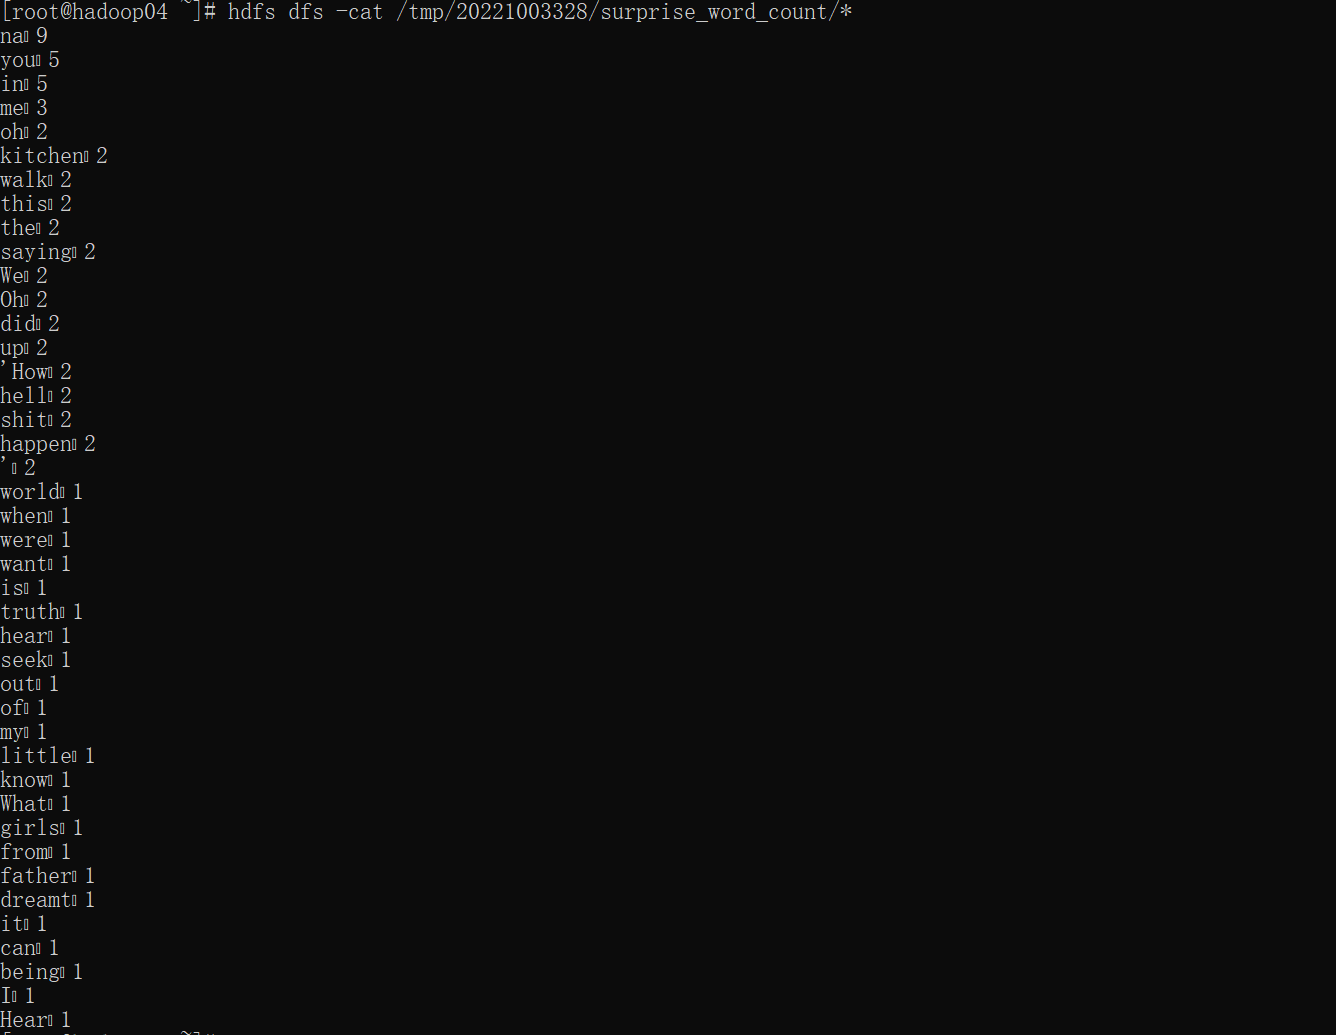 [root@hadoop04 ~]# hdfs dfs -cat /tmp/20221003328/surprise_word_count/*
na 9
you 5
in 5
me 3
oh 2
kitchen 2
walk 2
this 2
the 2
saying 2
We 2
Oh 2
did 2
up 2
'How 2
hell 2
shit 2
happen 2
' 2
world 1
when 1
were 1
want 1
is 1
truth 1
hear 1
seek 1
out 1
of 1
my 1
little 1
know 1
What 1
girls 1
from 1
father 1
dreamt 1
it 1
can 1
being 1
I 1
Hear 1